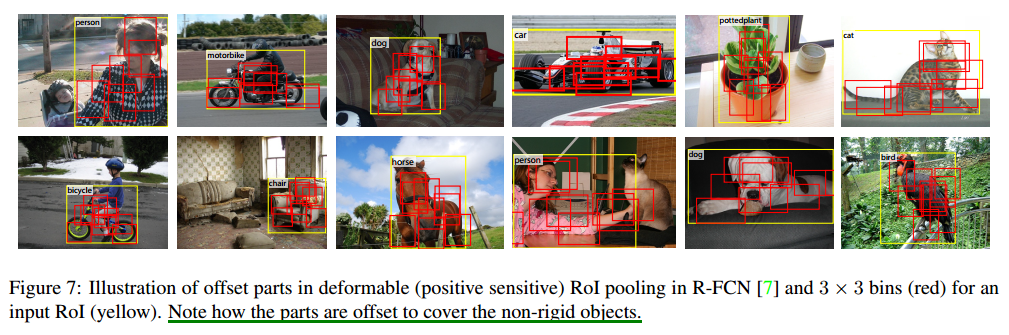 person
motorbike
dog
car
pottedplant
cat
bicycle
chair
horse
person
dog
bird
Figure 7: Illustration of offset parts in deformable (positive sensitive) RoI pooling in R-FCN [7] and 3 × 3 bins (red) for an
input RoI (yellow). Note how the parts are offset to cover the non-rigid objects.